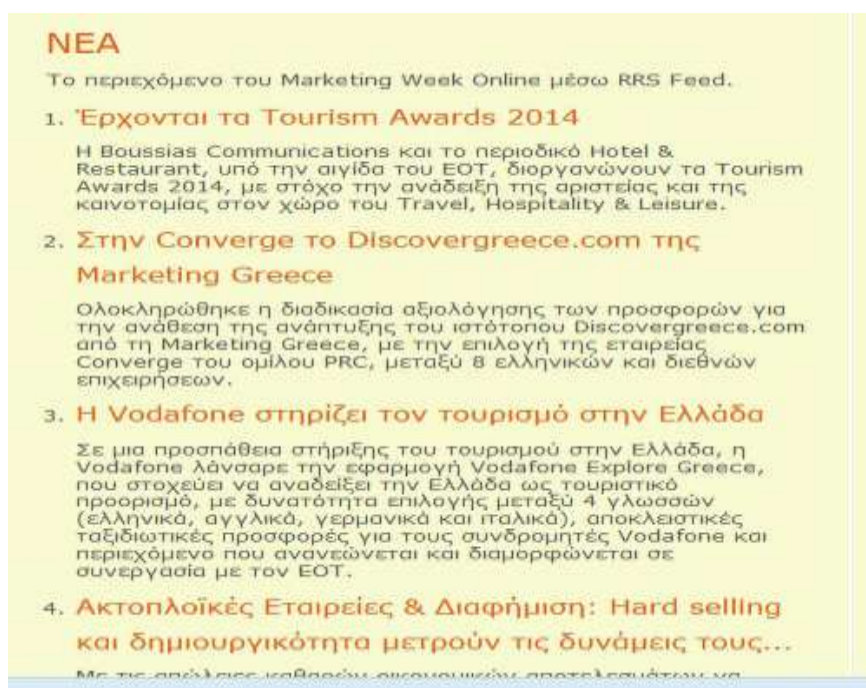 ΝΕΑ
Το περιεχόμενο του Marketing Week Online μέσω RRS Feed.
1. Έρχονται τα Tourism Awards 2014
Η Boussias Communications και το περιοδικό Hotel &
Restaurant, υπό την αιγίδα του ΕΟΤ, διοργανώνουν τα Tourism
Awards 2014, με στόχο την ανάδειξη της αριστείας και της
καινοτομίας στον χώρο του Travel, Hospitality & Leisure.
2. Στην Converge το Discovergreece.com της
Marketing Greece
Ολοκληρώθηκε η διαδικασία αξιολόγησης των προσφορών για
την ανάθεση της ανάπτυξης του ιστότοπου Discovergreece.com
από τη Marketing Greece, με την επιλογή της εταιρείας
Converge του ομίλου PRC, μεταξύ 8 ελληνικών και διεθνών
επιχειρήσεων.
3. Η Vodafone στηρίζει τον τουρισμό στην Ελλάδα
Σε μια προσπάθεια στήριξης του τουρισμού στην Ελλάδα, η
Vodafone λάνσαρε την εφαρμογή Vodafone Explore Greece,
που στοχεύει να αναδείξει την Ελλάδα ως τουριστικό
προορισμό, με δυνατότητα επιλογής μεταξύ 4 γλωσσών
(ελληνικά, αγγλικά, γερμανικά και ιταλικά), αποκλειστικές
ταξιδιωτικές προσφορές για τους συνδρομητές Vodafone και
περιεχόμενο που ανανεώνεται και διαμορφώνεται σε
συνεργασία με τον ΕΟΤ.
4. Ακτοπλοϊκές Εταιρείες & Διαφήμιση: Hard selling
και δημιουργικότητα μετρούν τις δυνάμεις τους...
Με τις απώλειες καθαρών οικονομικών αποτελεσμάτων να